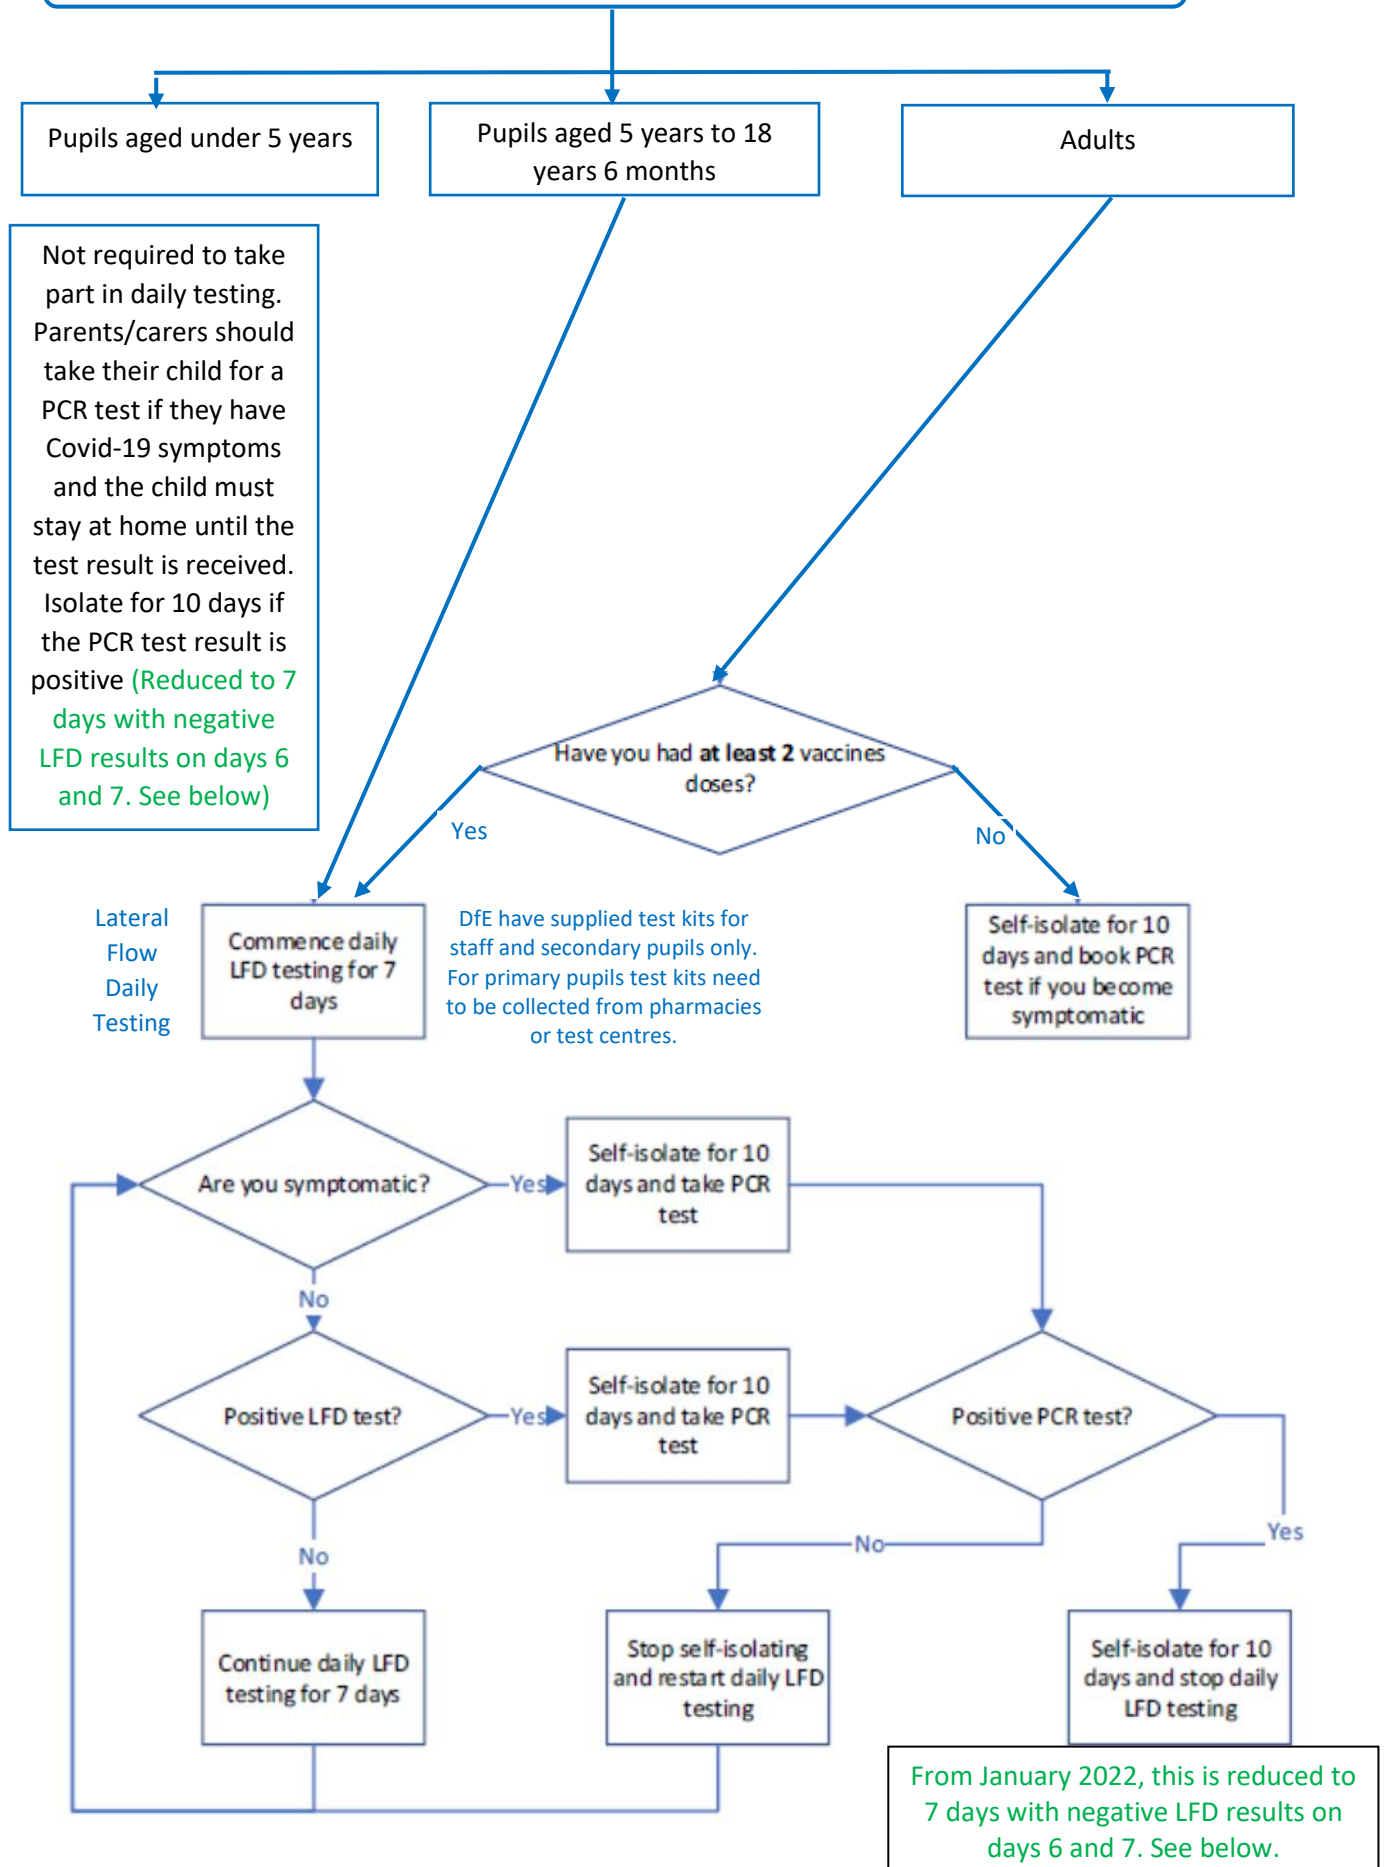 Pupils aged under 5 years
Pupils aged 5 years to 18
years 6 months
Adults
Not required to take
part in daily testing.
Parents/carers should
take their child for a
PCR test if they have
Covid-19 symptoms
and the child must
stay at home until the
test result is received.
Isolate for 10 days if
the PCR test result is
positive (Reduced to 7
days with negative
LFD results on days 6
and 7. See below)
Have you had at least 2 vaccines
doses?
Yes
No
Lateral
Flow
Daily
Testing
Commence daily
LFD testing for 7
days
DfE have supplied test kits for
staff and secondary pupils only.
For primary pupils test kits need
to be collected from pharmacies
or test centres.
Self-isolate for 10
days and book PCR
test if you become
symptomatic
Are you symptomatic?
Yes
Self-isolate for 10
days and take PCR
test
No
Positive LFD test?
Yes
Self-isolate for 10
days and take PCR
test
Positive PCR test?
No
No
Yes
Continue daily LFD
testing for 7 days
Stop self-isolating
and restart daily LFD
testing
Self-isolate for 10
days and stop daily
LFD testing
From January 2022, this is reduced to
7 days with negative LFD results on
days 6 and 7. See below.